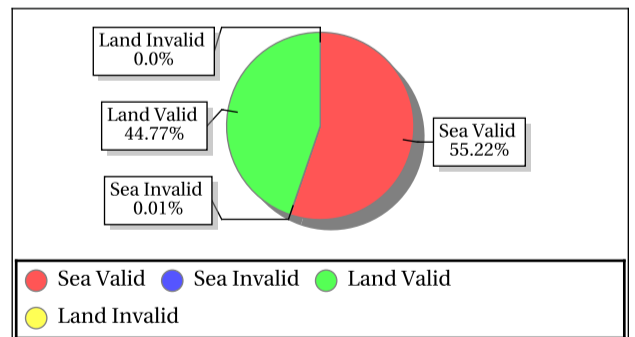 Land Invalid
0.0%
Land Valid
44.77%
Sea Valid
55.22%
Sea Invalid
0.01%
Sea Valid
Sea Invalid
Land Valid
Land Invalid